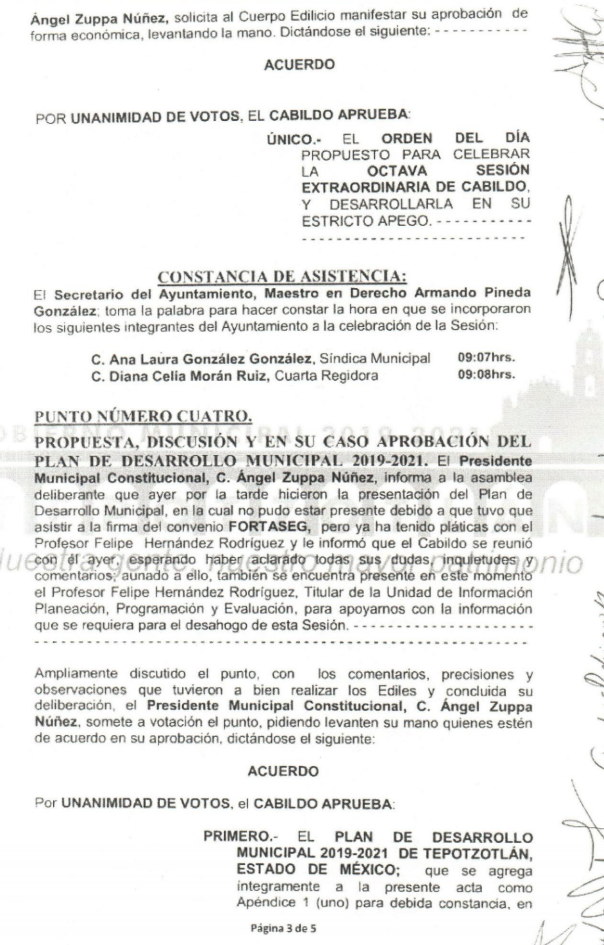 Ángel Zuppa Núñez, solicita al Cuerpo Edilicio manifestar su aprobación de
forma económica, levantando la mano. Dictándose el siguiente: - - - - - - - - - - -
ACUERDO
POR UNANIMIDAD DE VOTOS, EL CABILDO APRUEBA:
ÚNICO.- EL ORDEN DEL DÍA
PROPUESTO PARA CELEBRAR
LA OCTAVA SESIÓN
EXTRAORDINARIA DE CABILDO,
Y DESARROLLARLA EN SU
ESTRICTO APEGO. - - - - - - - - - - -
- - - - - - - - - - - - - - - - - - - - - - - - -
CONSTANCIA DE ASISTENCIA:
El Secretario del Ayuntamiento, Maestro en Derecho Armando Pineda
González; toma la palabra para hacer constar la hora en que se incorporaron
los siguientes integrantes del Ayuntamiento a la celebración de la Sesión:
C. Ana Laura González González, Síndica Municipal 09:07hrs.
C. Diana Celia Morán Ruiz, Cuarta Regidora 09:08hrs.
PUNTO NÚMERO CUATRO.
GOBIERNO MUNICIPAL 2019-2021
PROPUESTA, DISCUSIÓN Y EN SU CASO APROBACIÓN DEL
PLAN DE DESARROLLO MUNICIPAL 2019-2021. El Presidente
Municipal Constitucional, C. Ángel Zuppa Núñez, informa a la asamblea
deliberante que ayer por la tarde hicieron la presentación del Plan de
Desarrollo Municipal, en la cual no pudo estar presente debido a que tuvo que
asistir a la firma del convenio FORTASEG, pero ya ha tenido pláticas con el
Profesor Felipe Hernández Rodríguez y le informó que el Cabildo se reunió
con él ayer, esperando haber aclarado todas sus dudas, inquietudes y
nuestro mayor patrimonio
comentarios; aunado a ello, también se encuentra presente en este momento
el Profesor Felipe Hernández Rodríguez, Titular de la Unidad de Información
Planeación, Programación y Evaluación, para apoyarnos con la información
que se requiera para el desahogo de esta Sesión. - - - - - - - - - - - - - - - - - - - - -
- - - - - - - - - - - - - - - - - - - - - - - - - - - - - - - - - - - - - - - - - - - - - - - - - - - - - - -
Ampliamente discutido el punto, con los comentarios, precisiones y
observaciones que tuvieron a bien realizar los Ediles y concluida su
deliberación, el Presidente Municipal Constitucional, C. Ángel Zuppa
Núñez, somete a votación el punto, pidiendo levanten su mano quienes estén
de acuerdo en su aprobación, dictándose el siguiente:
ACUERDO
Por UNANIMIDAD DE VOTOS, el CABILDO APRUEBA:
PRIMERO.- EL PLAN DE DESARROLLO
MUNICIPAL 2019-2021 DE TEPOTZOTLÁN,
ESTADO DE MÉXICO; que se agrega
íntegramente a la presente acta como
Apéndice 1 (uno) para debida constancia, en
Página 3 de 5